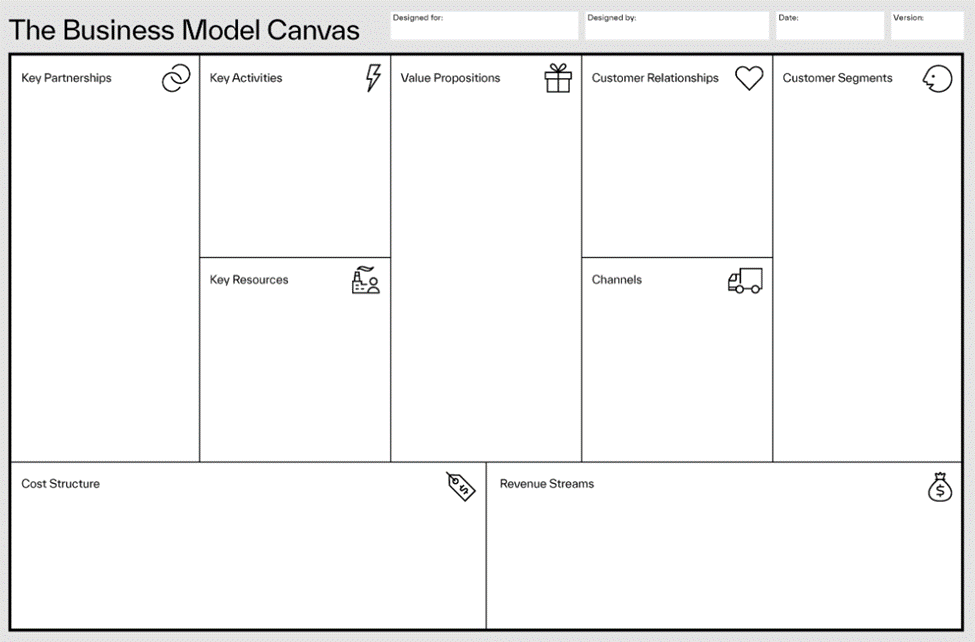 The Business Model Canvas
Designed for:
Designed by:
Date:
Version:
Key Partnerships
Key Activities
Value Propositions
Customer Relationships
Customer Segments
Key Resources
Channels
Cost Structure
$
Revenue Streams
$